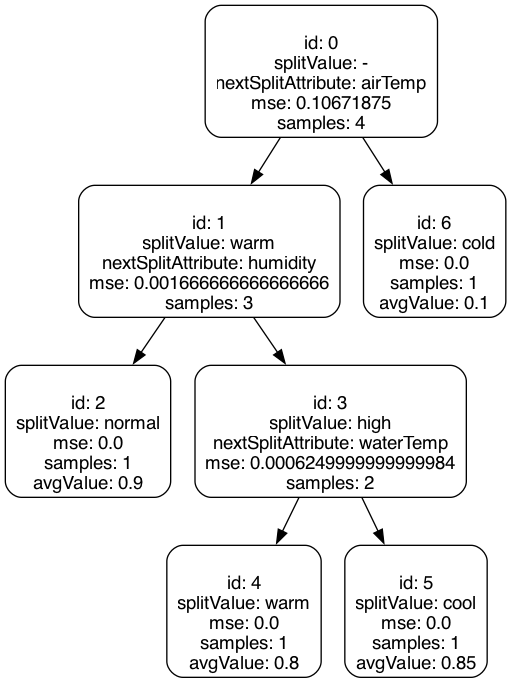 id: 0
splitValue: -
nextSplitAttribute: airTemp
mse: 0.10671875
samples: 4
id: 1
splitValue: warm
nextSplitAttribute: humidity
mse: 0.0016666666666666666
samples: 3
id: 6
splitValue: cold
mse: 0.0
samples: 1
avgValue: 0.1
id: 2
splitValue: normal
mse: 0.0
samples: 1
avgValue: 0.9
id: 3
splitValue: high
nextSplitAttribute: waterTemp
mse: 0.0006249999999999984
samples: 2
id: 4
splitValue: warm
mse: 0.0
samples: 1
avgValue: 0.8
id: 5
splitValue: cool
mse: 0.0
samples: 1
avgValue: 0.85